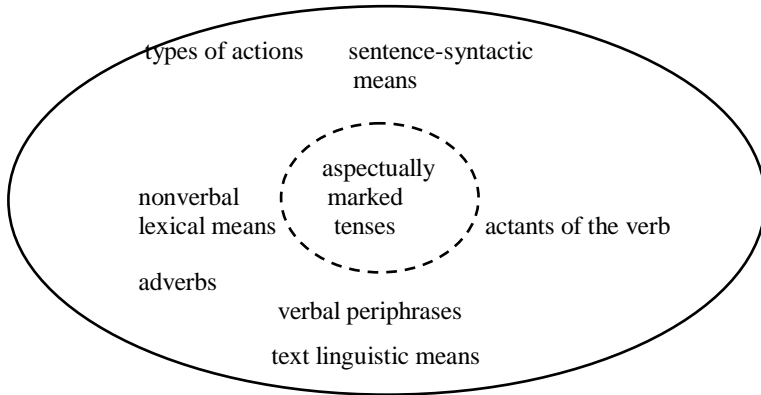 types of actions
sentence-syntactic
means
aspectually
marked
tenses
nonverbal
lexical means
actants of the verb
adverbs
verbal periphrases
text linguistic means